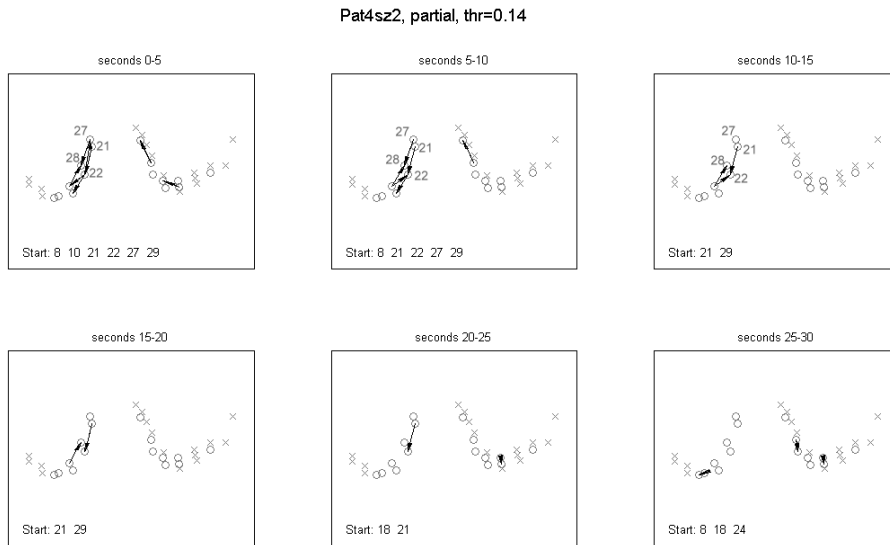 Pat4sz2, partial, thr=0.14
seconds 0-5
27
21
28
22
Start: 8 10 21 22 27 29
seconds 5-10
27
21
28
22
Start: 8 21 22 27 29
seconds 10-15
27
21
28
22
Start: 21 29
seconds 15-20
Start: 21 29
seconds 20-25
Start: 18 21
seconds 25-30
Start: 8 18 24